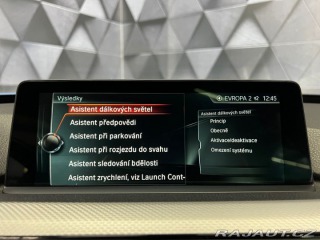 Výsledky
EVROPA 2
12:45
Asistent dálkových světel
Asistent předpovědi
Asistent při parkování
Asistent při rozjezdu do svahu
Asistent sledování bdělosti
Asistent zrychlení, viz Launch Cont-
Asistent dálkových světel
Princip
Obecně
Aktivace/deaktivace
Omezení systému
RAJAUT.CZ